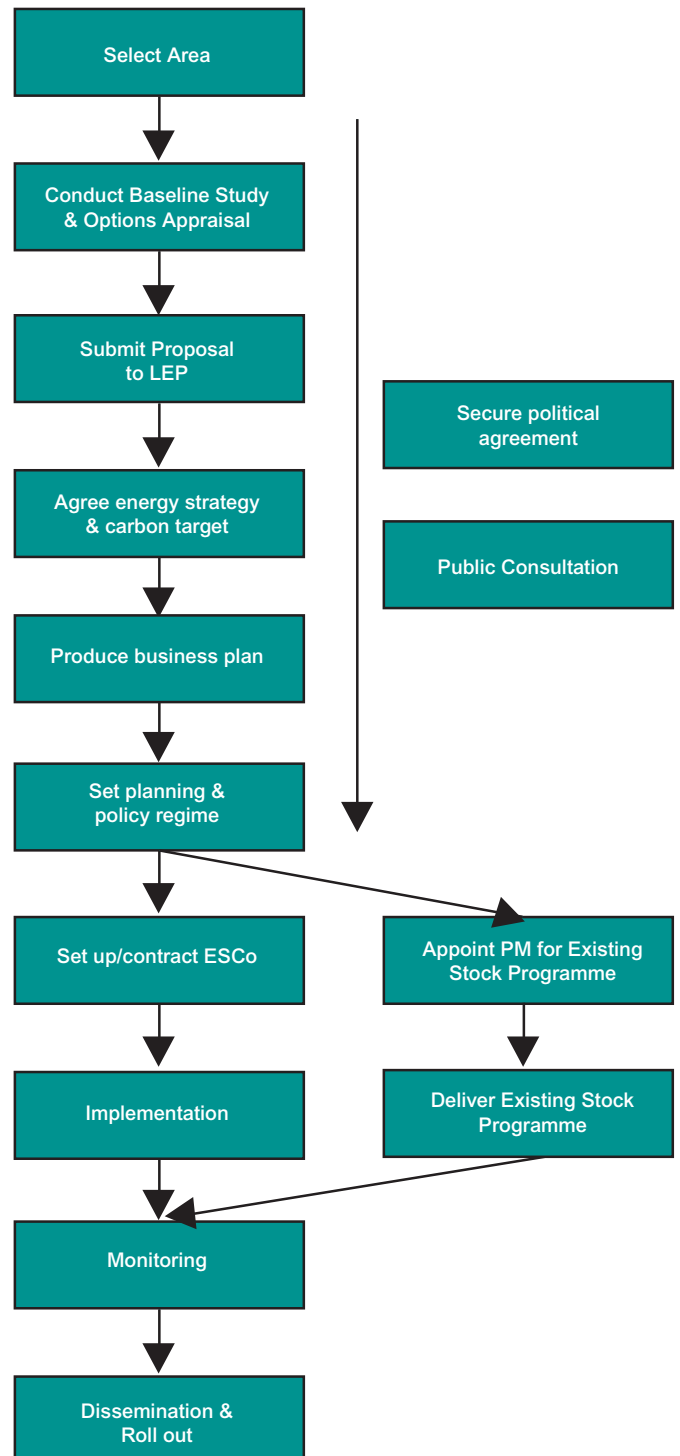 Select Area
Conduct Baseline Study
& Options Appraisal
Submit Proposal
to LEP
Secure political
agreement
Agree energy strategy
& carbon target
Public Consultation
Produce business plan
Set planning &
policy regime
Set up/contract ESCo
Appoint PM for Existing
Stock Programme
Implementation
Deliver Existing Stock
Programme
Monitoring
Dissemination &
Roll out